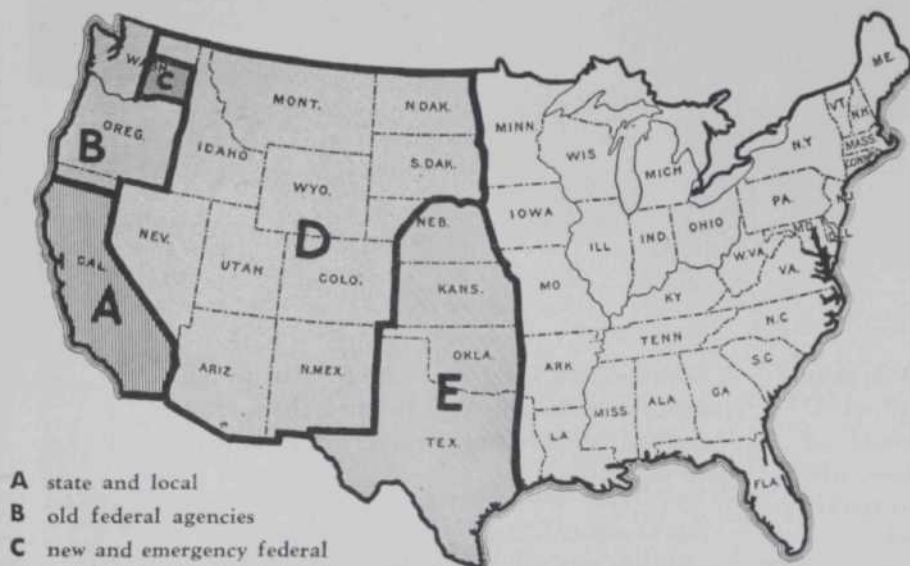 WASH.
C
MONT.
N.DAK.
MINN.
ME.
VT.
N.H.
OREG.
B
IDAHO
S.DAK.
WIS
MICH
N.Y
MASS.
CONN.
WYO.
IOWA
PA.
N.J.
NEV.
D
NEB.
ILL
IND.
OHIO
MD.
DEL
UTAH
COLO.
KANS.
MO
W.VA.
VA.
CAL.
A
KY
N.C
TENN
ARIZ.
N.MEX.
OKLA.
ARK
S.C
E
MISS
ALA
GA
TEX.
LA
FLA.
A state and local
B old federal agencies
C new and emergency federal